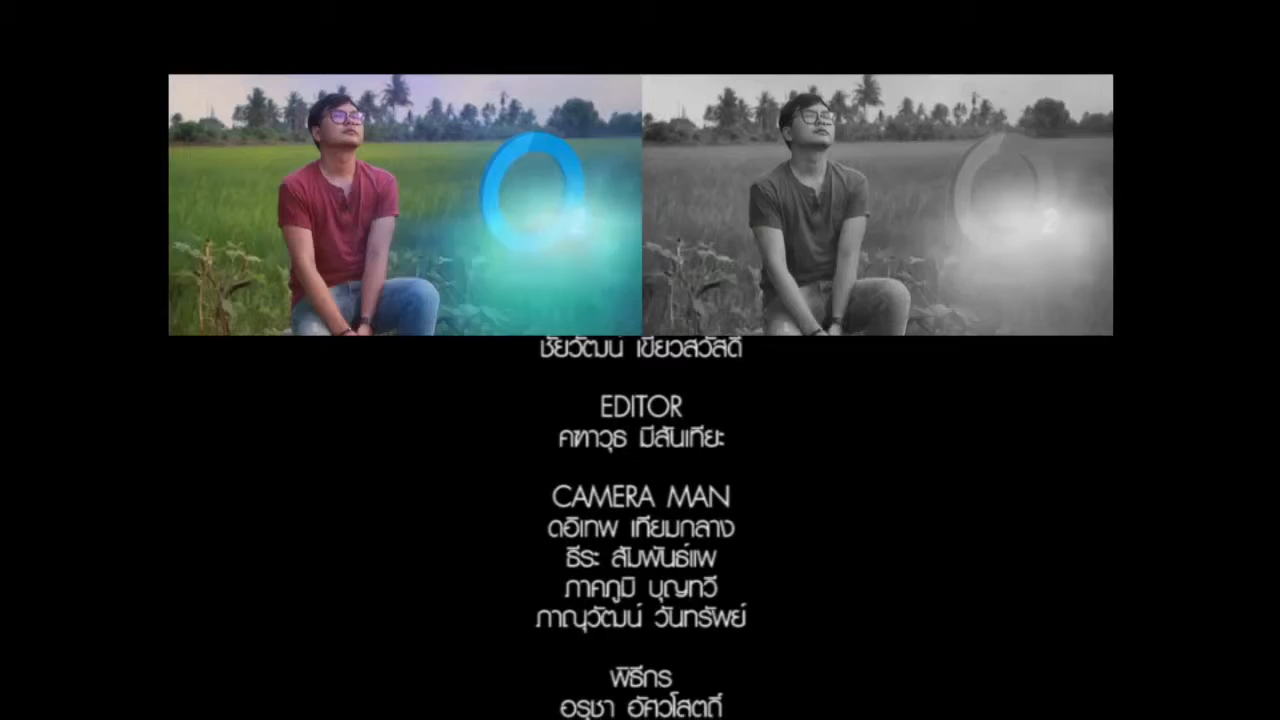 2
2
ชัยวัฒน์ เขียวสวัสดิ์
EDITOR
คฑาวุธ มีสันเทียะ
CAMERA MAN
ดอิเทพ เทียมกลาง
ธีระ สัมพันธ์แพ
ภาคภูมิ บุญทวี
ภาณุวัฒน์ วันทรัพย์
พิธีกร
อรุชา อัศวโสตถิ์